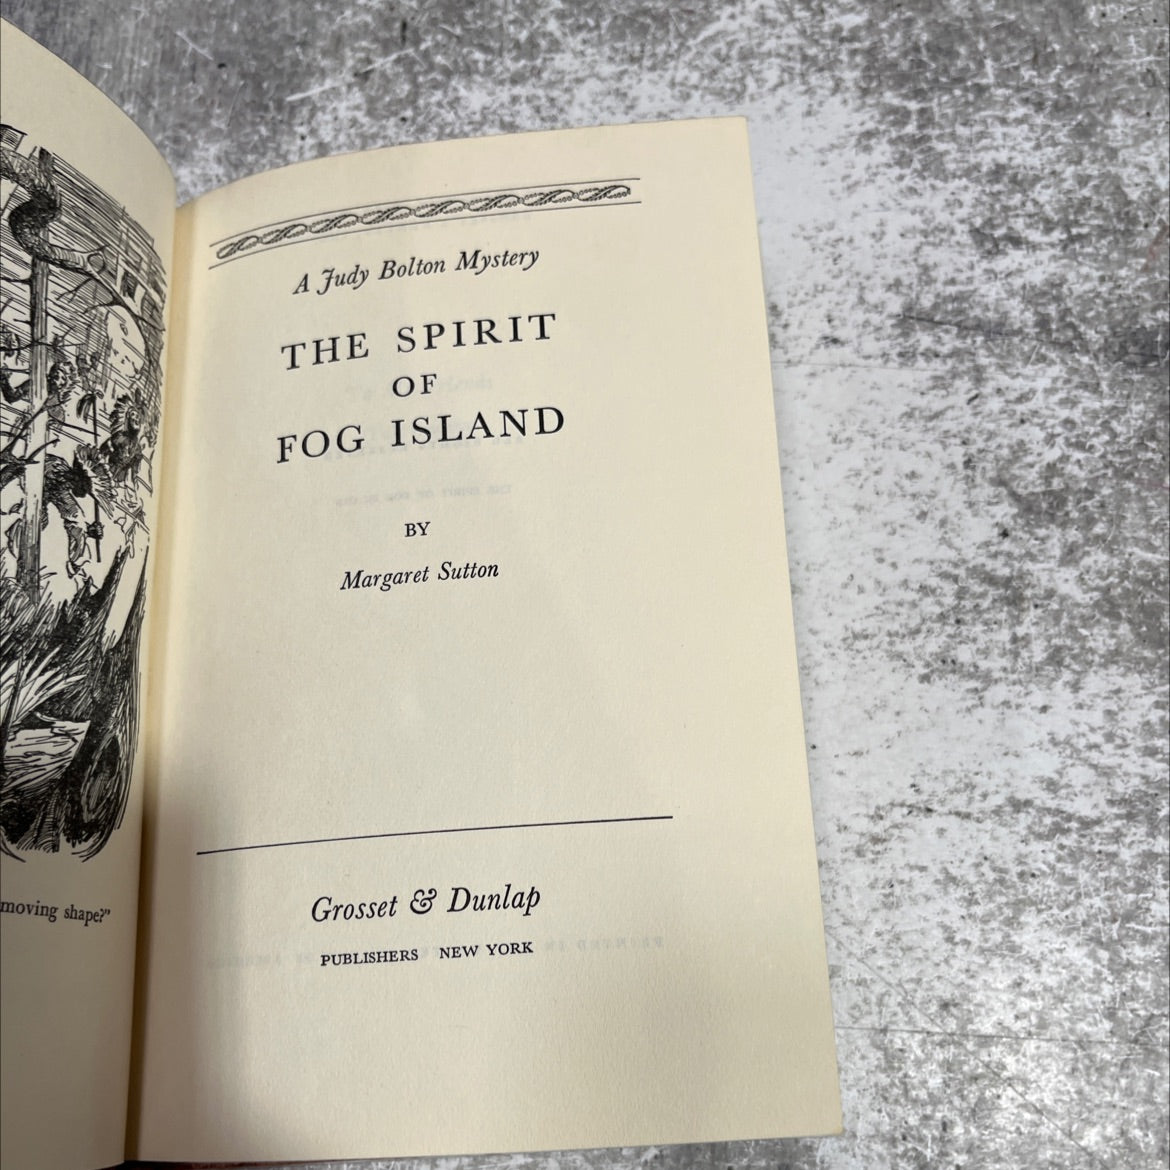 moving shape?"
A Judy Bolton Mystery
THE SPIRIT
OF
FOG ISLAND
BY
Margaret Sutton
Grosset & Dunlap
PUBLISHERS NEW YORK